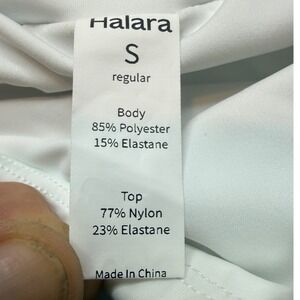 Halara
S
regular
Body
85% Polyester
15% Elastane
Top
77% Nylon
23% Elastane
Made In China